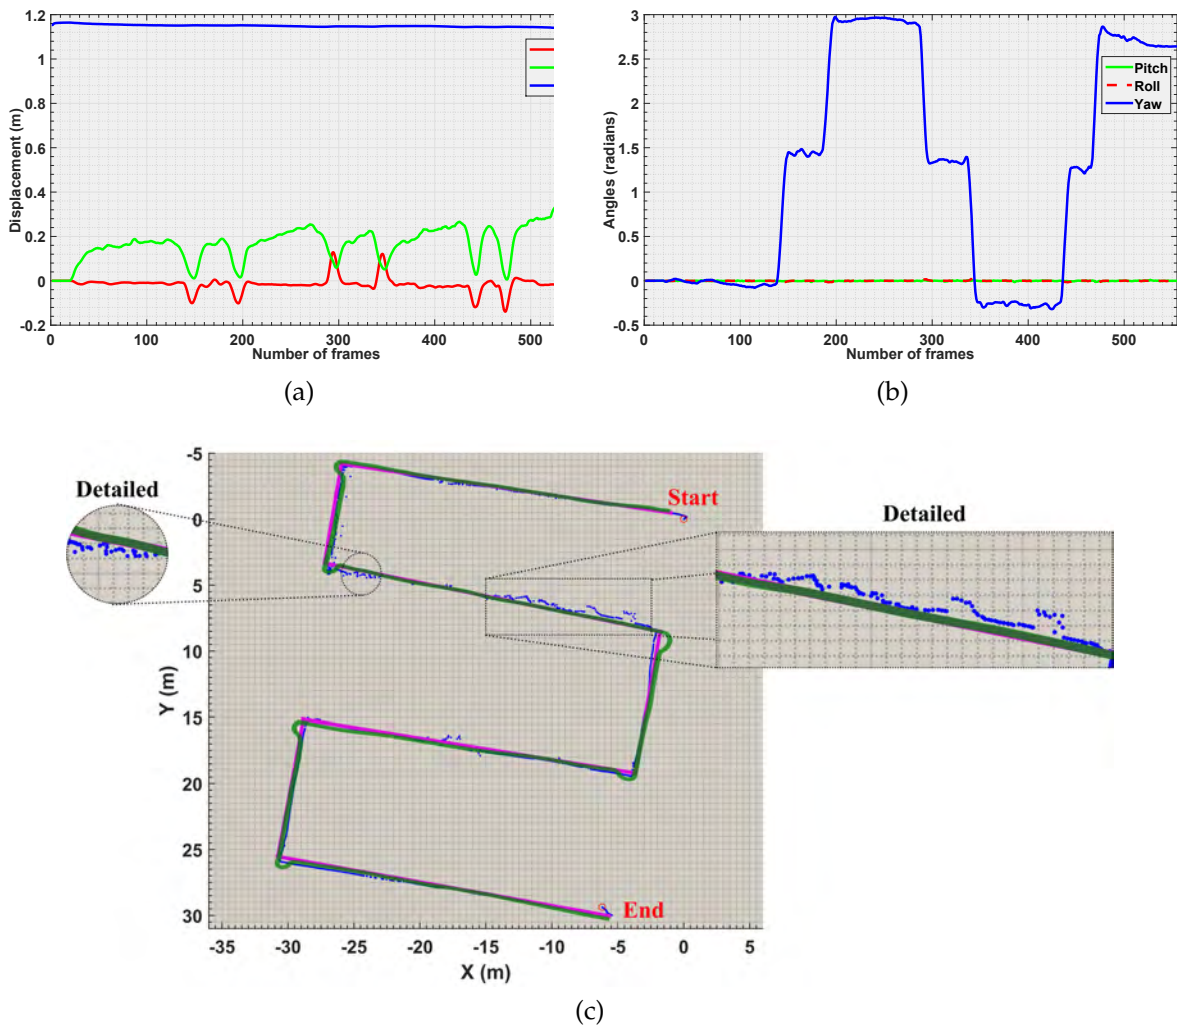 1.2
1
0.8
0.6
0.4
0.2
0
-0.2
Displacement (m)
0 100 200 300 400 500
Number of frames
(a)
3
2.5
2
1.5
1
0.5
0
-0.5
Angles (radians)
Pitch
Roll
Yaw
0 100 200 300 400 500
Number of frames
(b)
Detailed
Start
Detailed
End
-5
0
5
10
15
20
25
30
Y (m)
-35 -30 -25 -20 -15 -10 -5 0 5
X (m)
(c)